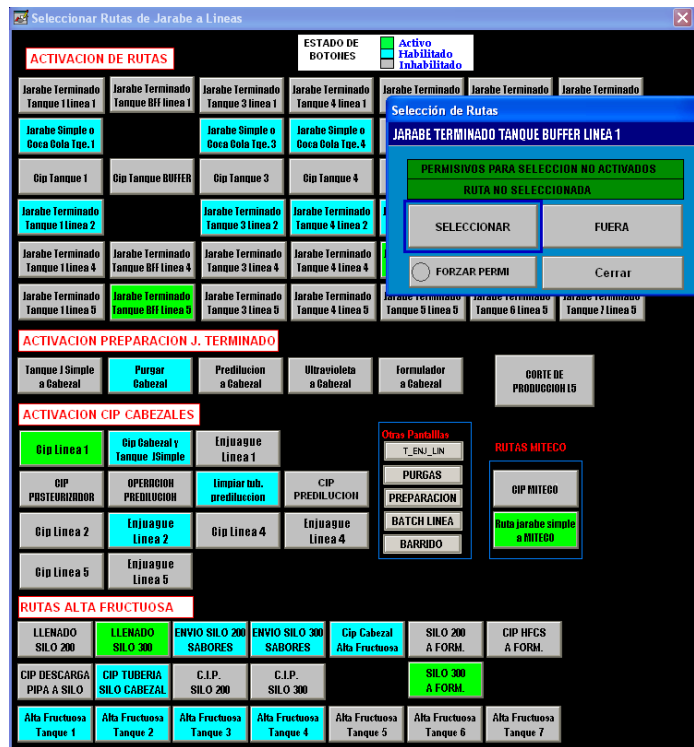 Seleccionar Rutas de Jarabe a Lineas
ESTADO DE
BOTONES
Activo
Habilitado
Inhabilitado
ACTIVACION DE RUTAS
Jarabe Terminado
Tanque 1 linea 1
Jarabe Terminado
Tanque BFF linea 1
Jarabe Terminado
Tanque 3 linea 1
Jarabe Terminado
Tanque 4 linea 1
Jarabe Terminado
Jarabe Terminado
Jarabe Terminado
Selección de Rutas
JARABE TERMINADO TANQUE BUFFER LINEA 1
PERMISIVOS PARA SELECCION NO ACTIVADOS
RUTA NO SELECCIONADA
SELECCIONAR
FUERA
FORZAR PERMI
Cerrar
Jarabe Simple o
Coca Cola Tqe. 1
Jarabe Simple o
Coca Cola Tqe. 3
Jarabe Simple o
Coca Cola Tqe. 4
Cip Tanque 1
Cip Tanque BUFFER
Cip Tanque 3
Cip Tanque 4
Jarabe Terminado
Tanque 1 Linea 2
Jarabe Terminado
Tanque 3 Linea 2
Jarabe Terminado
Tanque 4 Linea 2
Jarabe Terminado
Tanque 1 Linea 4
Jarabe Terminado
Tanque BFF Linea 4
Jarabe Terminado
Tanque 3 Linea 4
Jarabe Terminado
Tanque 4 Linea 4
Jarabe Terminado
Tanque 1 Linea 5
Jarabe Terminado
Tanque BFF Linea 5
Jarabe Terminado
Tanque 3 Linea 5
Jarabe Terminado
Tanque 4 Linea 5
Jarabe Terminado
Tanque 5 Linea 5
Jarabe Terminado
Tanque 6 Linea 5
Jarabe Terminado
Tanque 7 Linea 5
ACTIVACION PREPARACION J. TERMINADO
Tanque J Simple
a Cabezal
Purgar
Cabezal
Predilucion
a Cabezal
Ultravioleta
a Cabezal
Formulador
a Cabezal
CORTE DE
PRODUCCION L5
ACTIVACION CIP CABEZALES
Cip Linea 1
Cip Cabezal y
Tanque JSimple
Enjuague
Linea 1
CIP
PASTEURIZADOR
OPERACION
PREDILUCION
Limpiar tub.
prediluccion
CIP
PREDILUCION
Cip Linea 2
Enjuague
Linea 2
Cip Linea 4
Enjuague
Linea 4
Cip Linea 5
Enjuague
Linea 5
Otras Pantalllas
T_ENJ_LIN
PURGAS
PREPARACION
BATCH LINEA
BARRIDO
RUTAS MITECO
CIP MITECO
Ruta jarabe simple
a MITECO
RUTAS ALTA FRUCTUOSA
LLENADO
SILO 200
LLENADO
SILO 300
ENVIO SILO 200
SABORES
ENVIO SILO 300
SABORES
Cip Cabezal
Alta Fructuosa
SILO 200
A FORM.
CIP HFCS
A FORM.
CIP DESCARGA
PIPA A SILO
CIP TUBERIA
SILO CABEZAL
C.I.P.
SILO 200
C.I.P.
SILO 300
SILO 300
A FORM.
Alta Fructuosa
Tanque 1
Alta Fructuosa
Tanque 2
Alta Fructuosa
Tanque 3
Alta Fructuosa
Tanque 4
Alta Fructuosa
Tanque 5
Alta Fructuosa
Tanque 6
Alta Fructuosa
Tanque 7